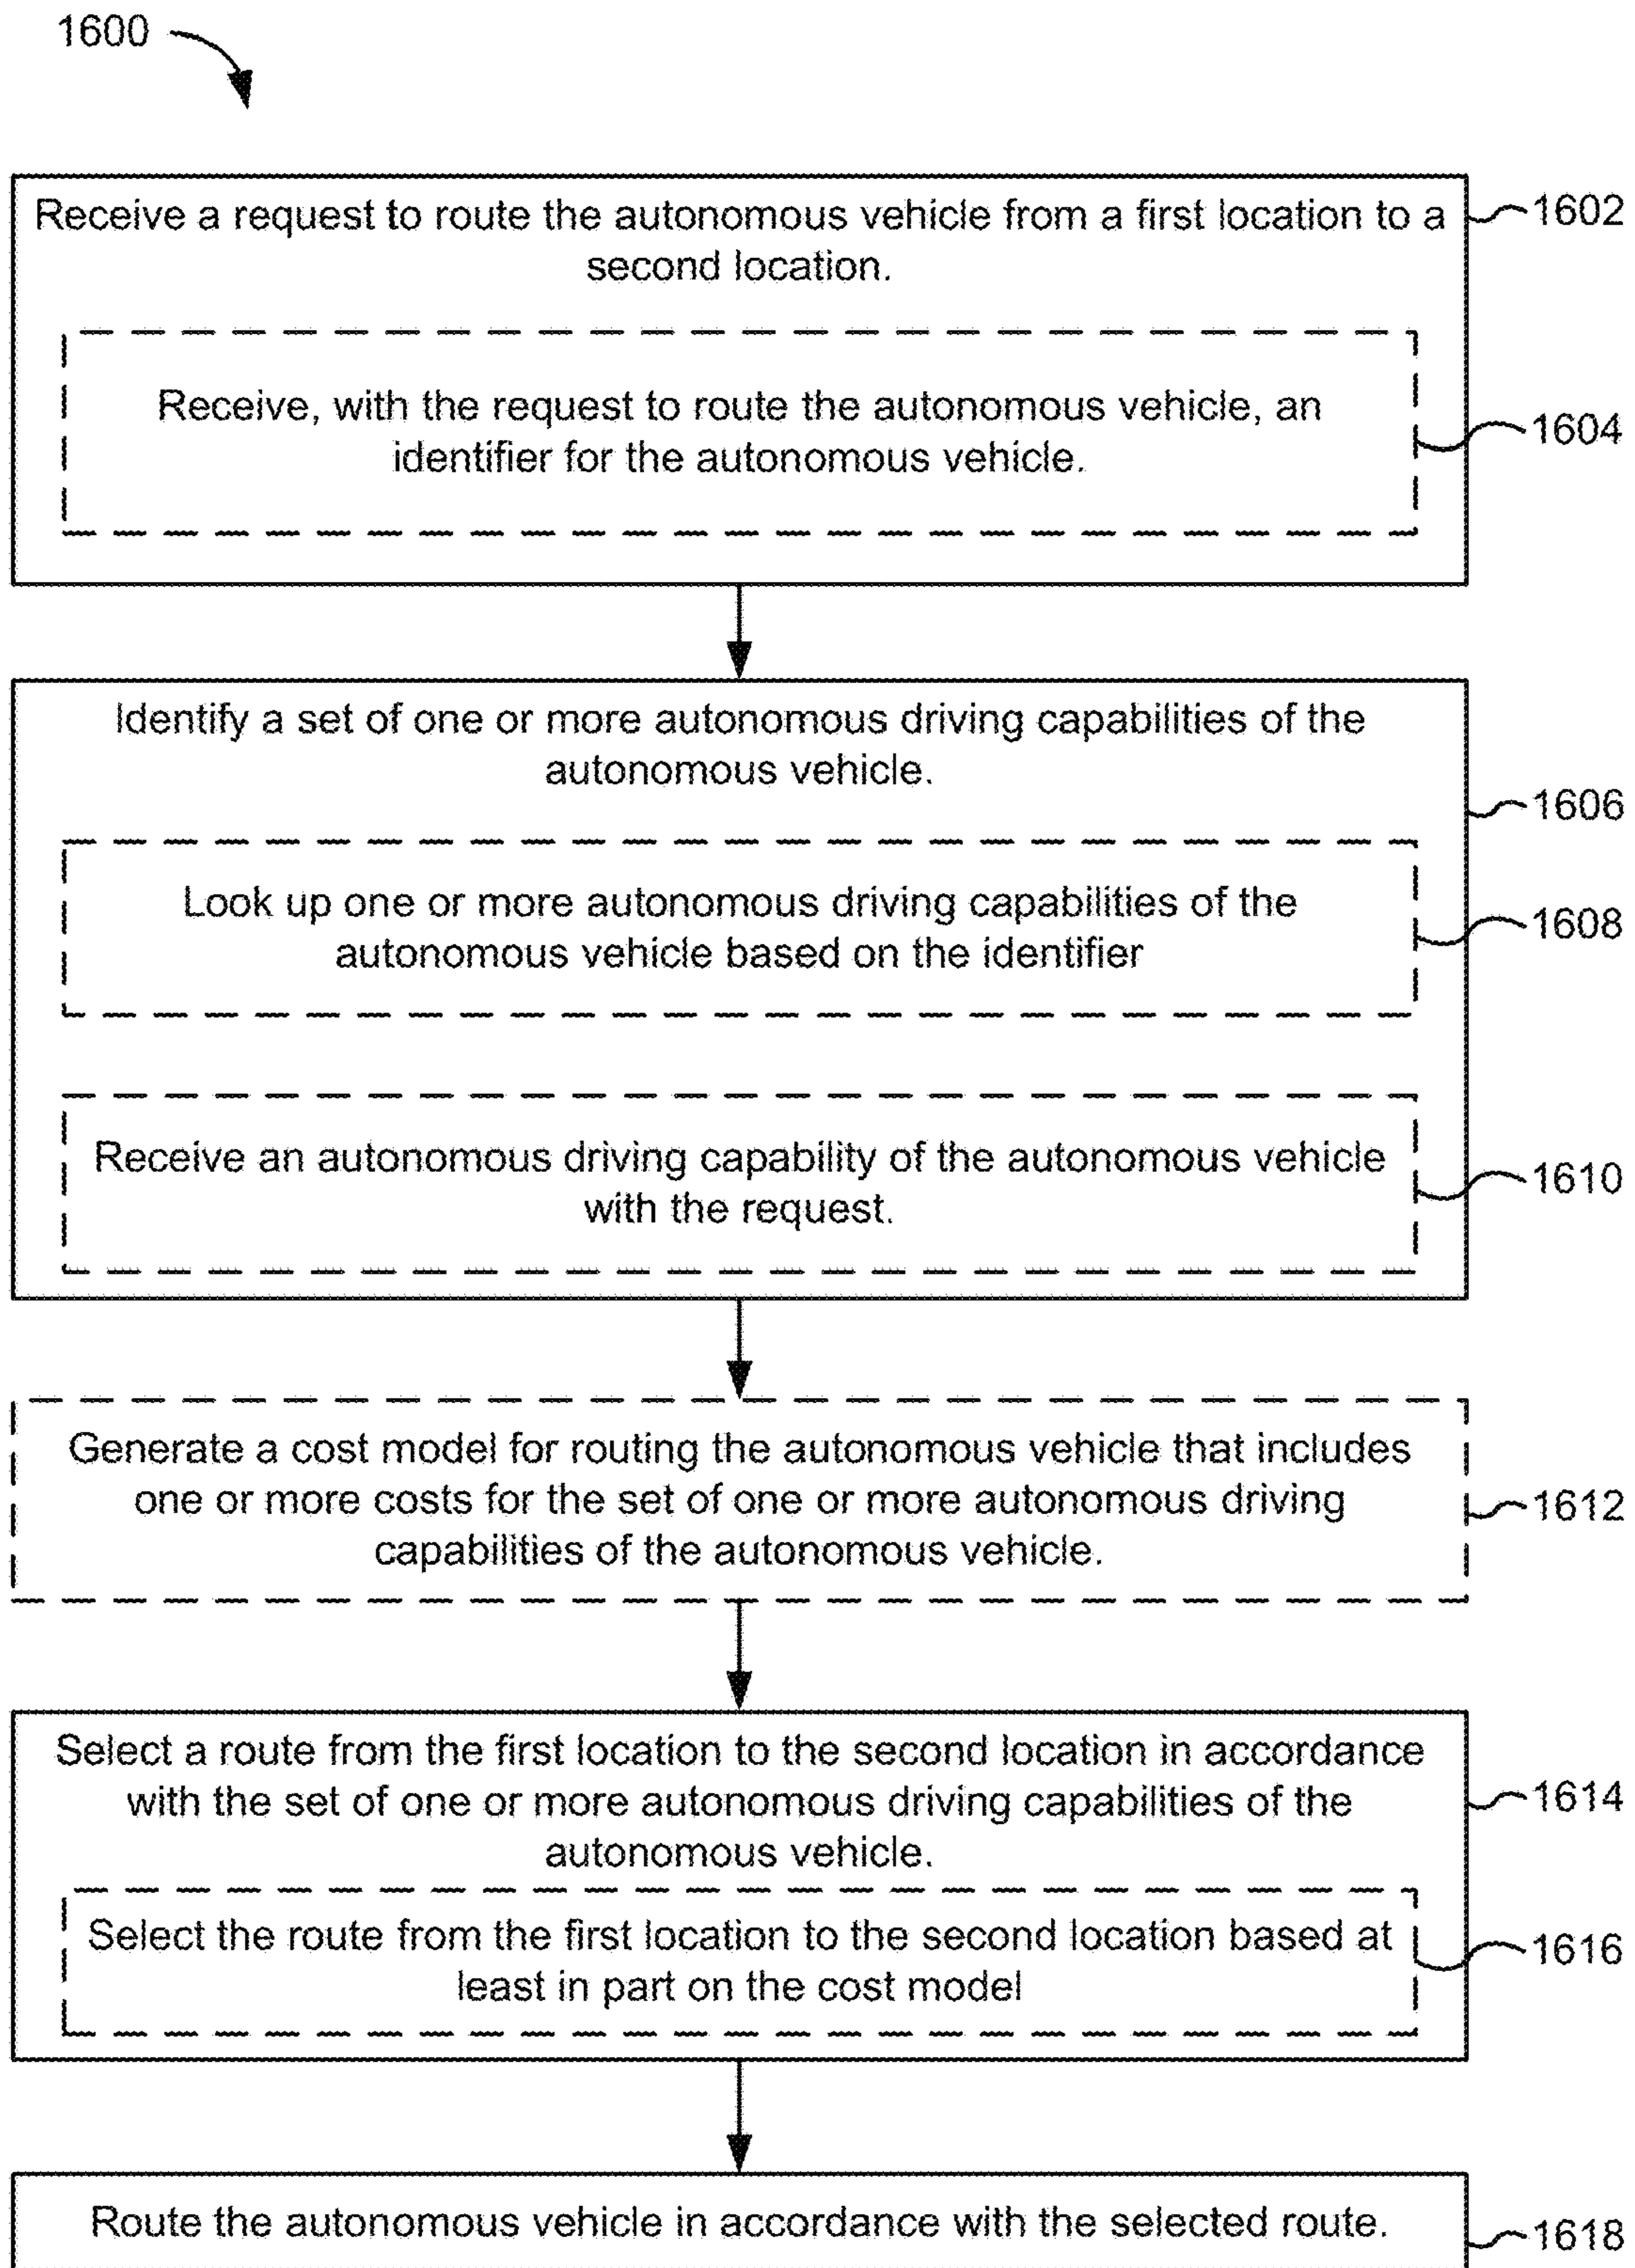 1600
Receive a request to route the autonomous vehicle from a first location to a
second location.
1602
Receive, with the request to route the autonomous vehicle, an
identifier for the autonomous vehicle.
1604
Identify a set of one or more autonomous driving capabilities of the
autonomous vehicle.
1606
Look up one or more autonomous driving capabilities of the
autonomous vehicle based on the identifier
1608
Receive an autonomous driving capability of the autonomous vehicle
with the request.
1610
Generate a cost model for routing the autonomous vehicle that includes
one or more costs for the set of one or more autonomous driving
capabilities of the autonomous vehicle.
1612
Select a route from the first location to the second location in accordance
with the set of one or more autonomous driving capabilities of the
autonomous vehicle.
1614
Select the route from the first location to the second location based at
least in part on the cost model
1616
Route the autonomous vehicle in accordance with the selected route.
1618